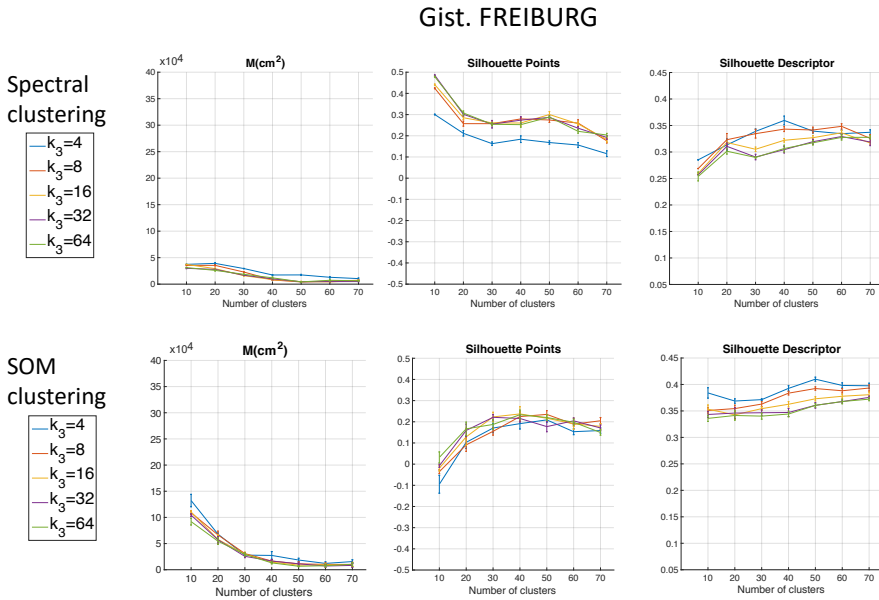 Gist. FREIBURG
Spectral
clustering
k3=4
k3=8
k3=16
k3=32
k3=64
×10⁴
M(cm²)
40
35
30
25
20
15
10
5
0
10 20 30 40 50 60 70
Number of clusters
Silhouette Points
0.5
0.4
0.3
0.2
0.1
0
-0.1
-0.2
-0.3
-0.4
-0.5
10 20 30 40 50 60 70
Number of clusters
Silhouette Descriptor
0.45
0.4
0.35
0.3
0.25
0.2
0.15
0.1
0.05
10 20 30 40 50 60 70
Number of clusters
SOM
clustering
k3=4
k3=8
k3=16
k3=32
k3=64
×10⁴
M(cm²)
40
35
30
25
20
15
10
5
0
10 20 30 40 50 60 70
Number of clusters
Silhouette Points
0.5
0.4
0.3
0.2
0.1
0
-0.1
-0.2
-0.3
-0.4
-0.5
10 20 30 40 50 60 70
Number of clusters
Silhouette Descriptor
0.45
0.4
0.35
0.3
0.25
0.2
0.15
0.1
0.05
10 20 30 40 50 60 70
Number of clusters